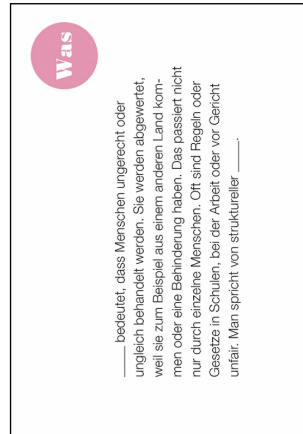 Was
_____ bedeutet, dass Menschen ungerecht oder
ungleich behandelt werden. Sie werden abgewertet,
weil sie zum Beispiel aus einem anderen Land kom-
men oder eine Behinderung haben. Das passiert nicht
nur durch einzelne Menschen. Oft sind Regeln oder
Gesetze in Schulen, bei der Arbeit oder vor Gericht
unfair. Man spricht von struktureller _____.